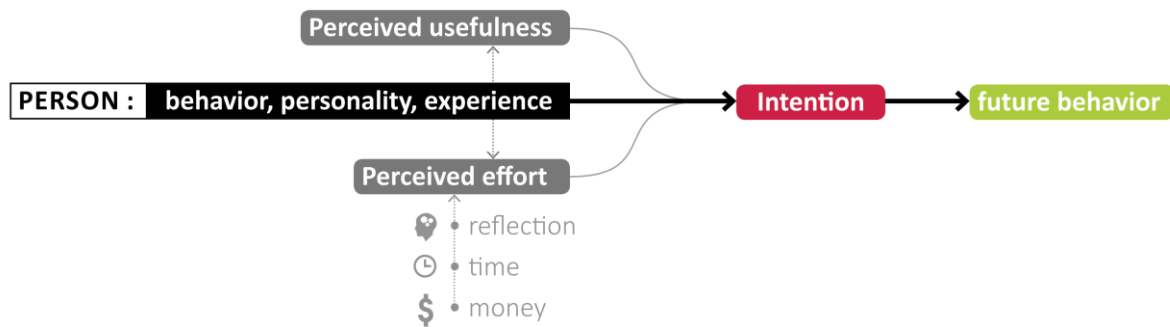 Perceived usefulness
PERSON : behavior, personality, experience Intention future behavior
Perceived effort
reflection
time
$ money